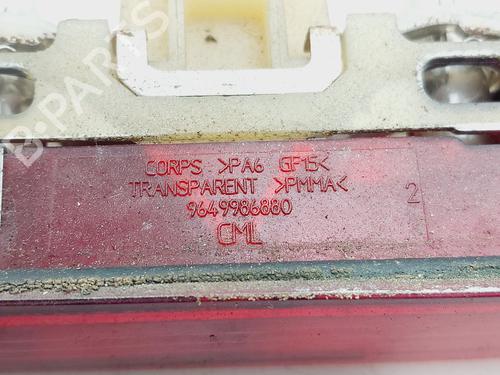 CORPS >PA6 GF15<
TRANSPARENT >PMMA<
9649986880
CML
2
B-PARTS